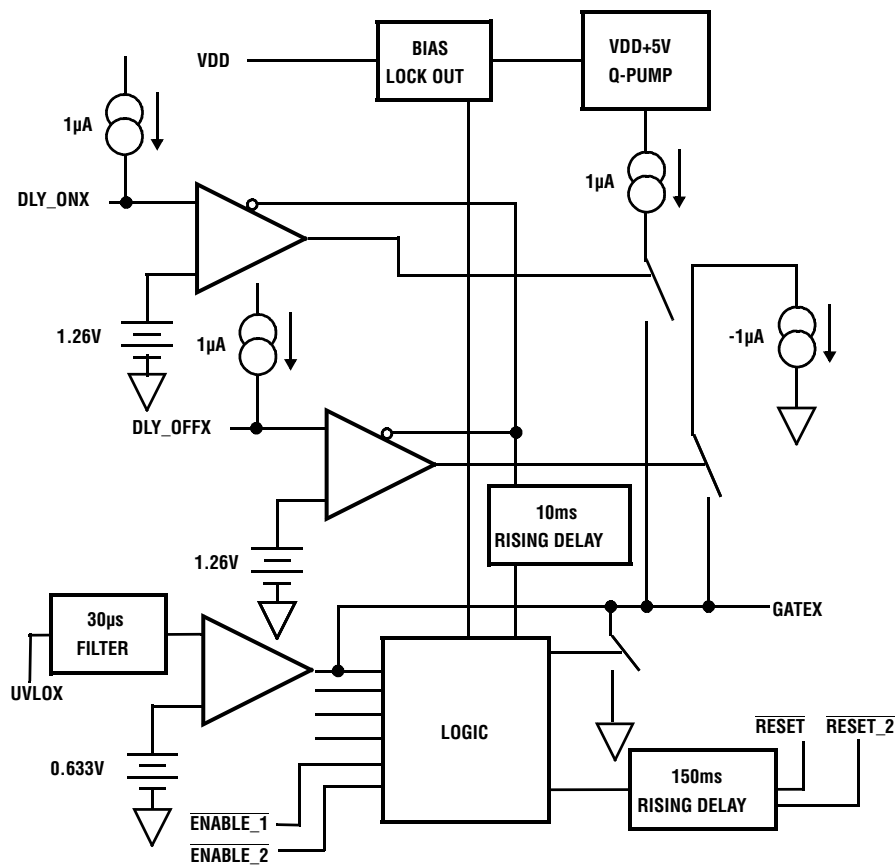 VDD
BIAS
LOCK OUT
VDD+5V
Q-PUMP
1µA
1µA
DLY_ONX
1.26V
1µA
-1µA
DLY_OFFX
10ms
RISING DELAY
1.26V
30µs
FILTER
GATEX
UVLOX
LOGIC
RESET
RESET_2
0.633V
150ms
RISING DELAY
ENABLE_1
ENABLE_2